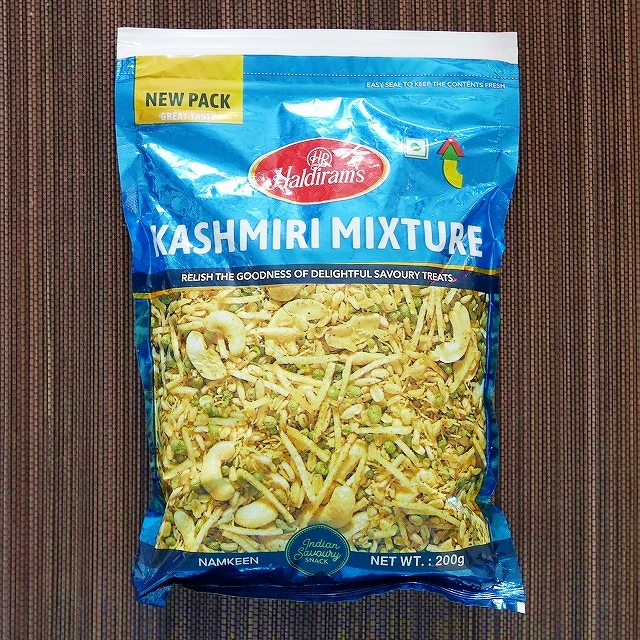 EASY SEAL TO KEEP THE CONTENTS FRESH
NEW PACK
GREAT TASTE
HR
Haldiram's
KASHMIRI MIXTURE
RELISH THE GOODNESS OF DELIGHTFUL SAVOURY TREATS.
Indian
Savoury
SNACK
NAMKEEN
NET WT. : 200g